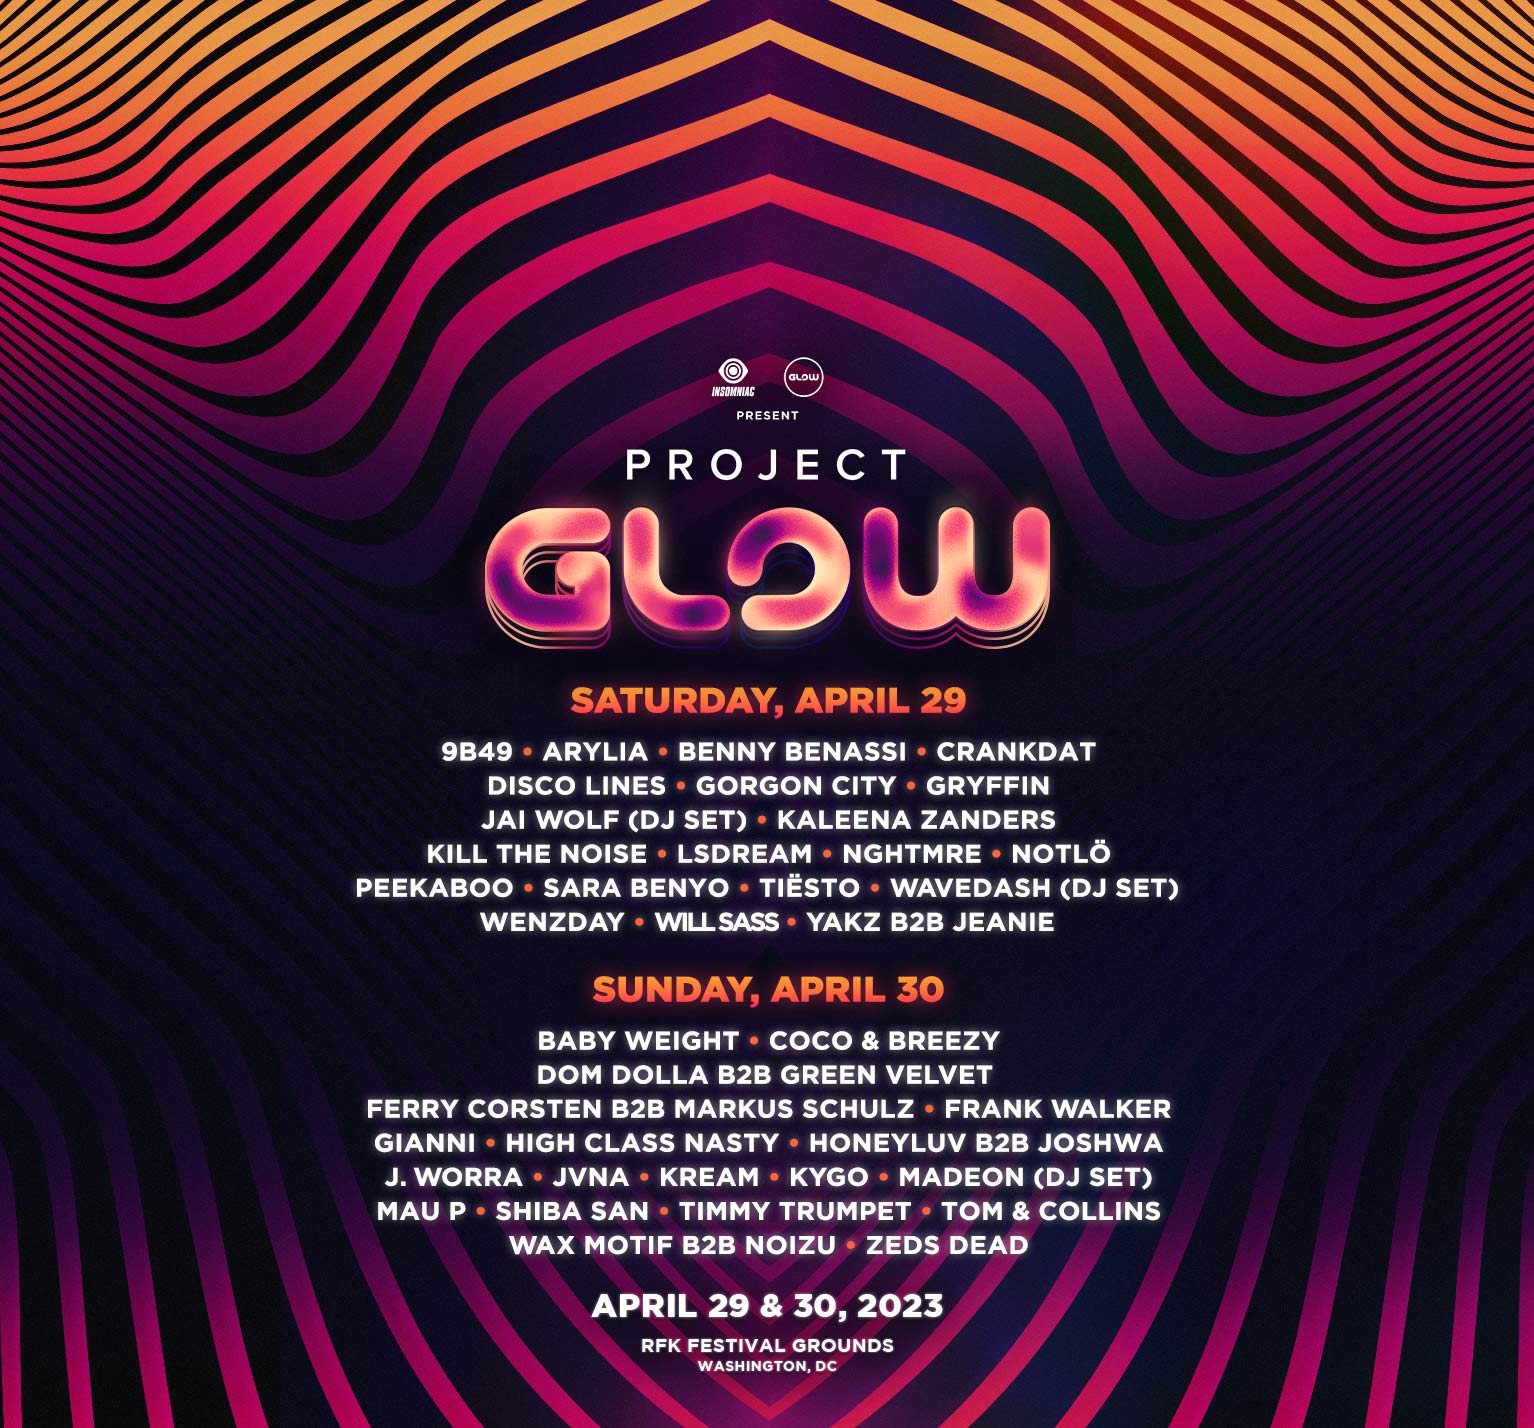 INSOMNIAC
GLOW
PRESENT
PROJECT
GLOW
SATURDAY, APRIL 29
9B49 • ARYLIA • BENNY BENASSI • CRANKDAT
DISCO LINES • GORGON CITY • GRYFFIN
JAI WOLF (DJ SET) • KALEENA ZANDERS
KILL THE NOISE • LSDREAM • NGHTMRE • NOTLÖ
PEEKABOO • SARA BENYO • TIËSTO • WAVEDASH (DJ SET)
WENZDAY • WILL SASS • YAKZ B2B JEANIE
SUNDAY, APRIL 30
BABY WEIGHT • COCO & BREEZY
DOM DOLLA B2B GREEN VELVET
FERRY CORSTEN B2B MARKUS SCHULZ • FRANK WALKER
GIANNI • HIGH CLASS NASTY • HONEYLUV B2B JOSHWA
J. WORRA • JVNA • KREAM • KYGO • MADEON (DJ SET)
MAU P • SHIBA SAN • TIMMY TRUMPET • TOM & COLLINS
WAX MOTIF B2B NOIZU • ZEDS DEAD
APRIL 29 & 30, 2023
RFK FESTIVAL GROUNDS
WASHINGTON, DC